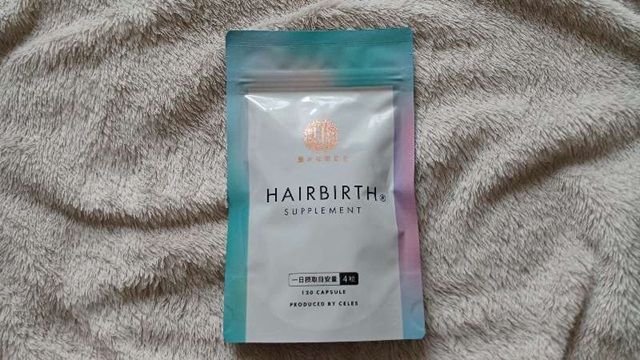 HAIRBIRTH®
SUPPLEMENT
一日摂取目安量 4粒
120 CAPSULE
PRODUCED BY CELES